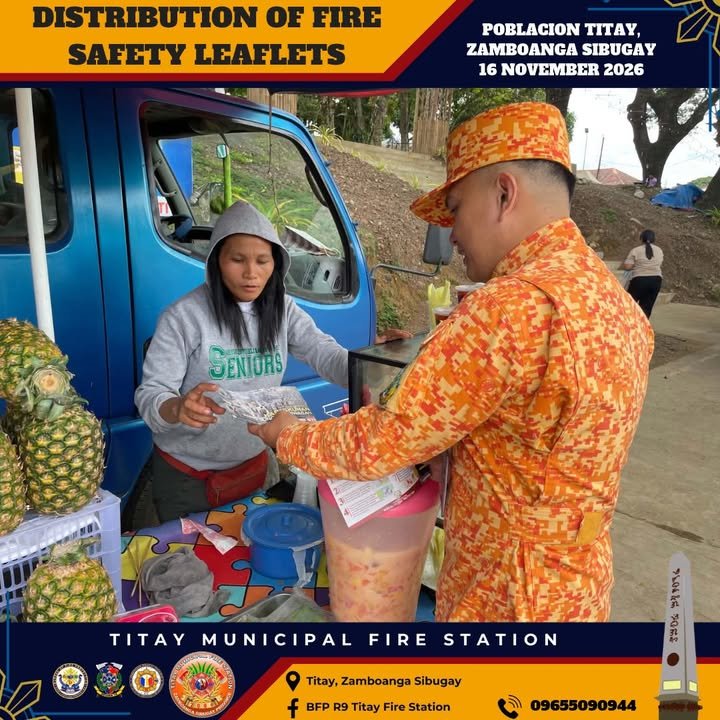 DISTRIBUTION OF FIRE
SAFETY LEAFLETS
POBLACION TITAY,
ZAMBOANGA SIBUGAY
16 NOVEMBER 2026
SENIORS
TITAY MUNICIPAL FIRE STATION
Titay, Zamboanga Sibugay
BFP R9 Titay Fire Station
09655090944